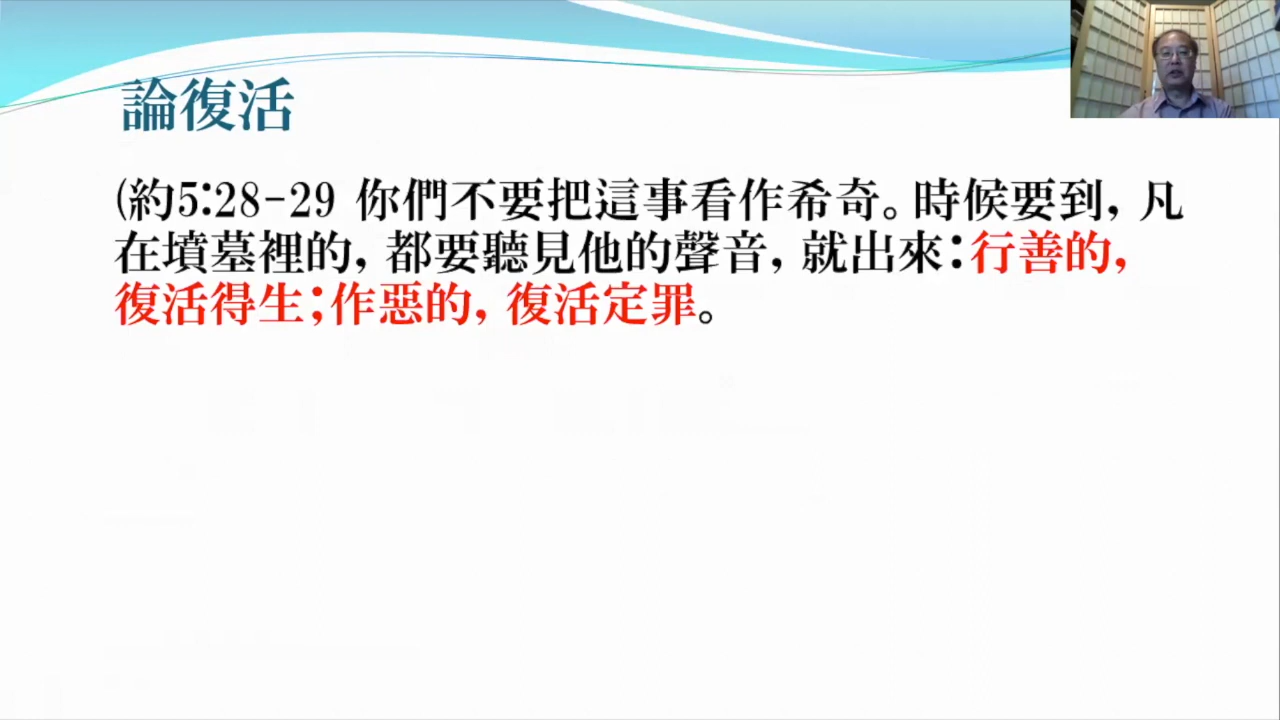 論復活
(約5:28-29 你們不要把這事看作希奇。時候要到, 凡
在墳墓裡的, 都要聽見他的聲音, 就出來:行善的,
復活得生;作惡的, 復活定罪。